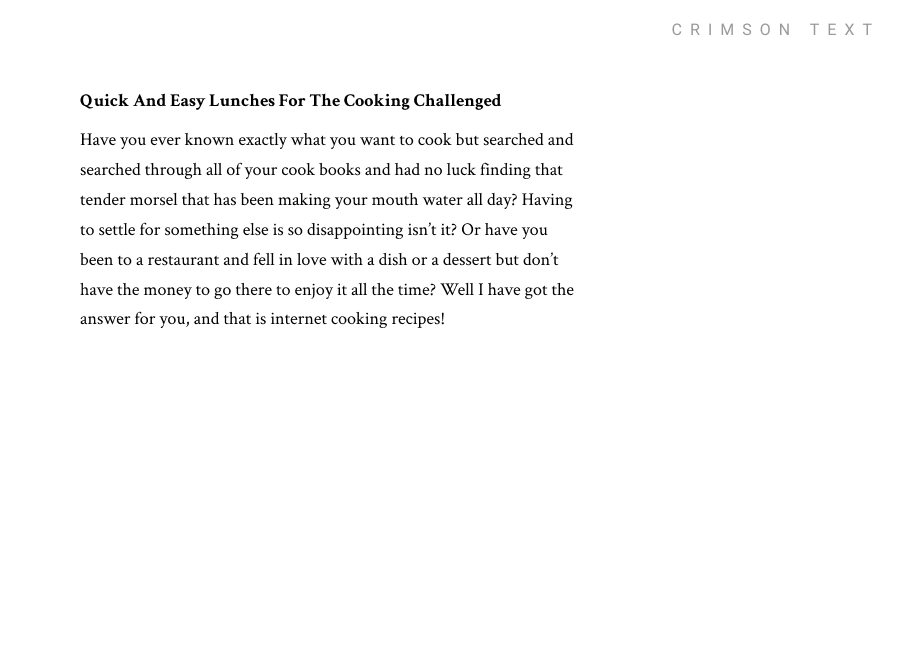 CRIMSON TEXT
Quick And Easy Lunches For The Cooking Challenged
Have you ever known exactly what you want to cook but searched and
searched through all of your cook books and had no luck finding that
tender morsel that has been making your mouth water all day? Having
to settle for something else is so disappointing isn’t it? Or have you
been to a restaurant and fell in love with a dish or a dessert but don’t
have the money to go there to enjoy it all the time? Well I have got the
answer for you, and that is internet cooking recipes!